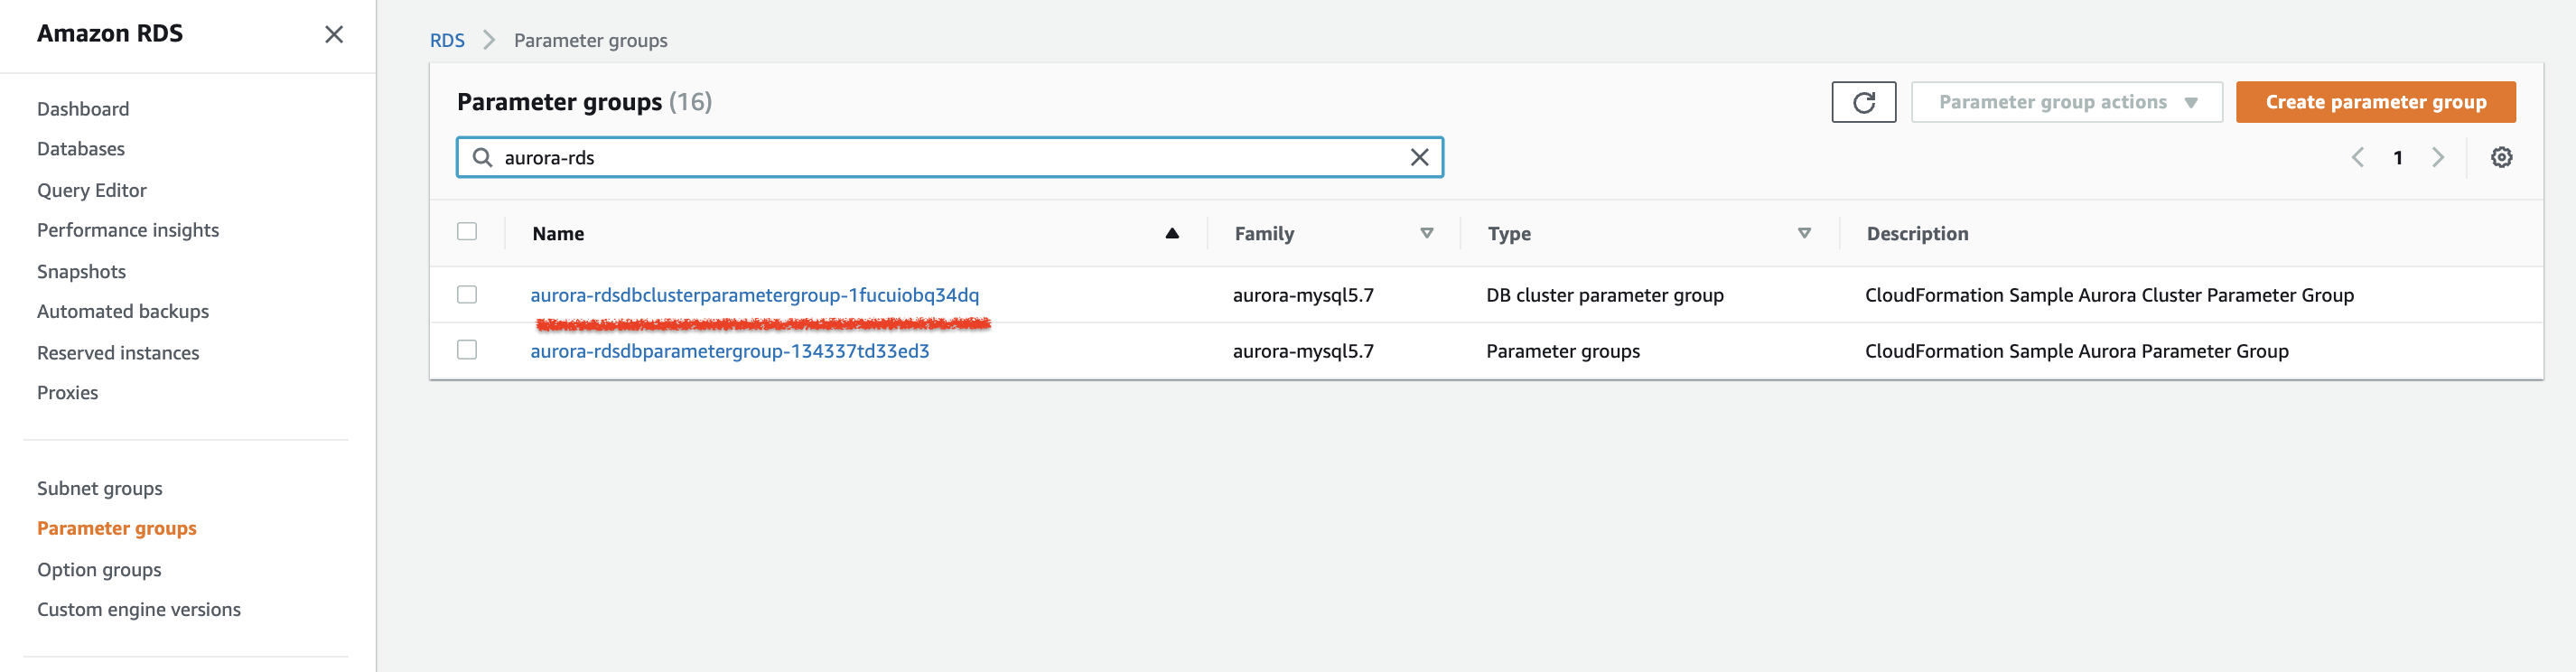 Amazon RDS
Dashboard
Databases
Query Editor
Performance insights
Snapshots
Automated backups
Reserved instances
Proxies
Subnet groups
Parameter groups
Option groups
Custom engine versions
RDS Parameter groups
Parameter groups (16)
Parameter group actions
Create parameter group
aurora-rds
1
Name Family Type Description
aurora-rdsdbclusterparametergroup-1fucuiobq34dq aurora-mysql5.7 DB cluster parameter group CloudFormation Sample Aurora Cluster Parameter Group
aurora-rdsdbparametergroup-134337td33ed3 aurora-mysql5.7 Parameter groups CloudFormation Sample Aurora Parameter Group